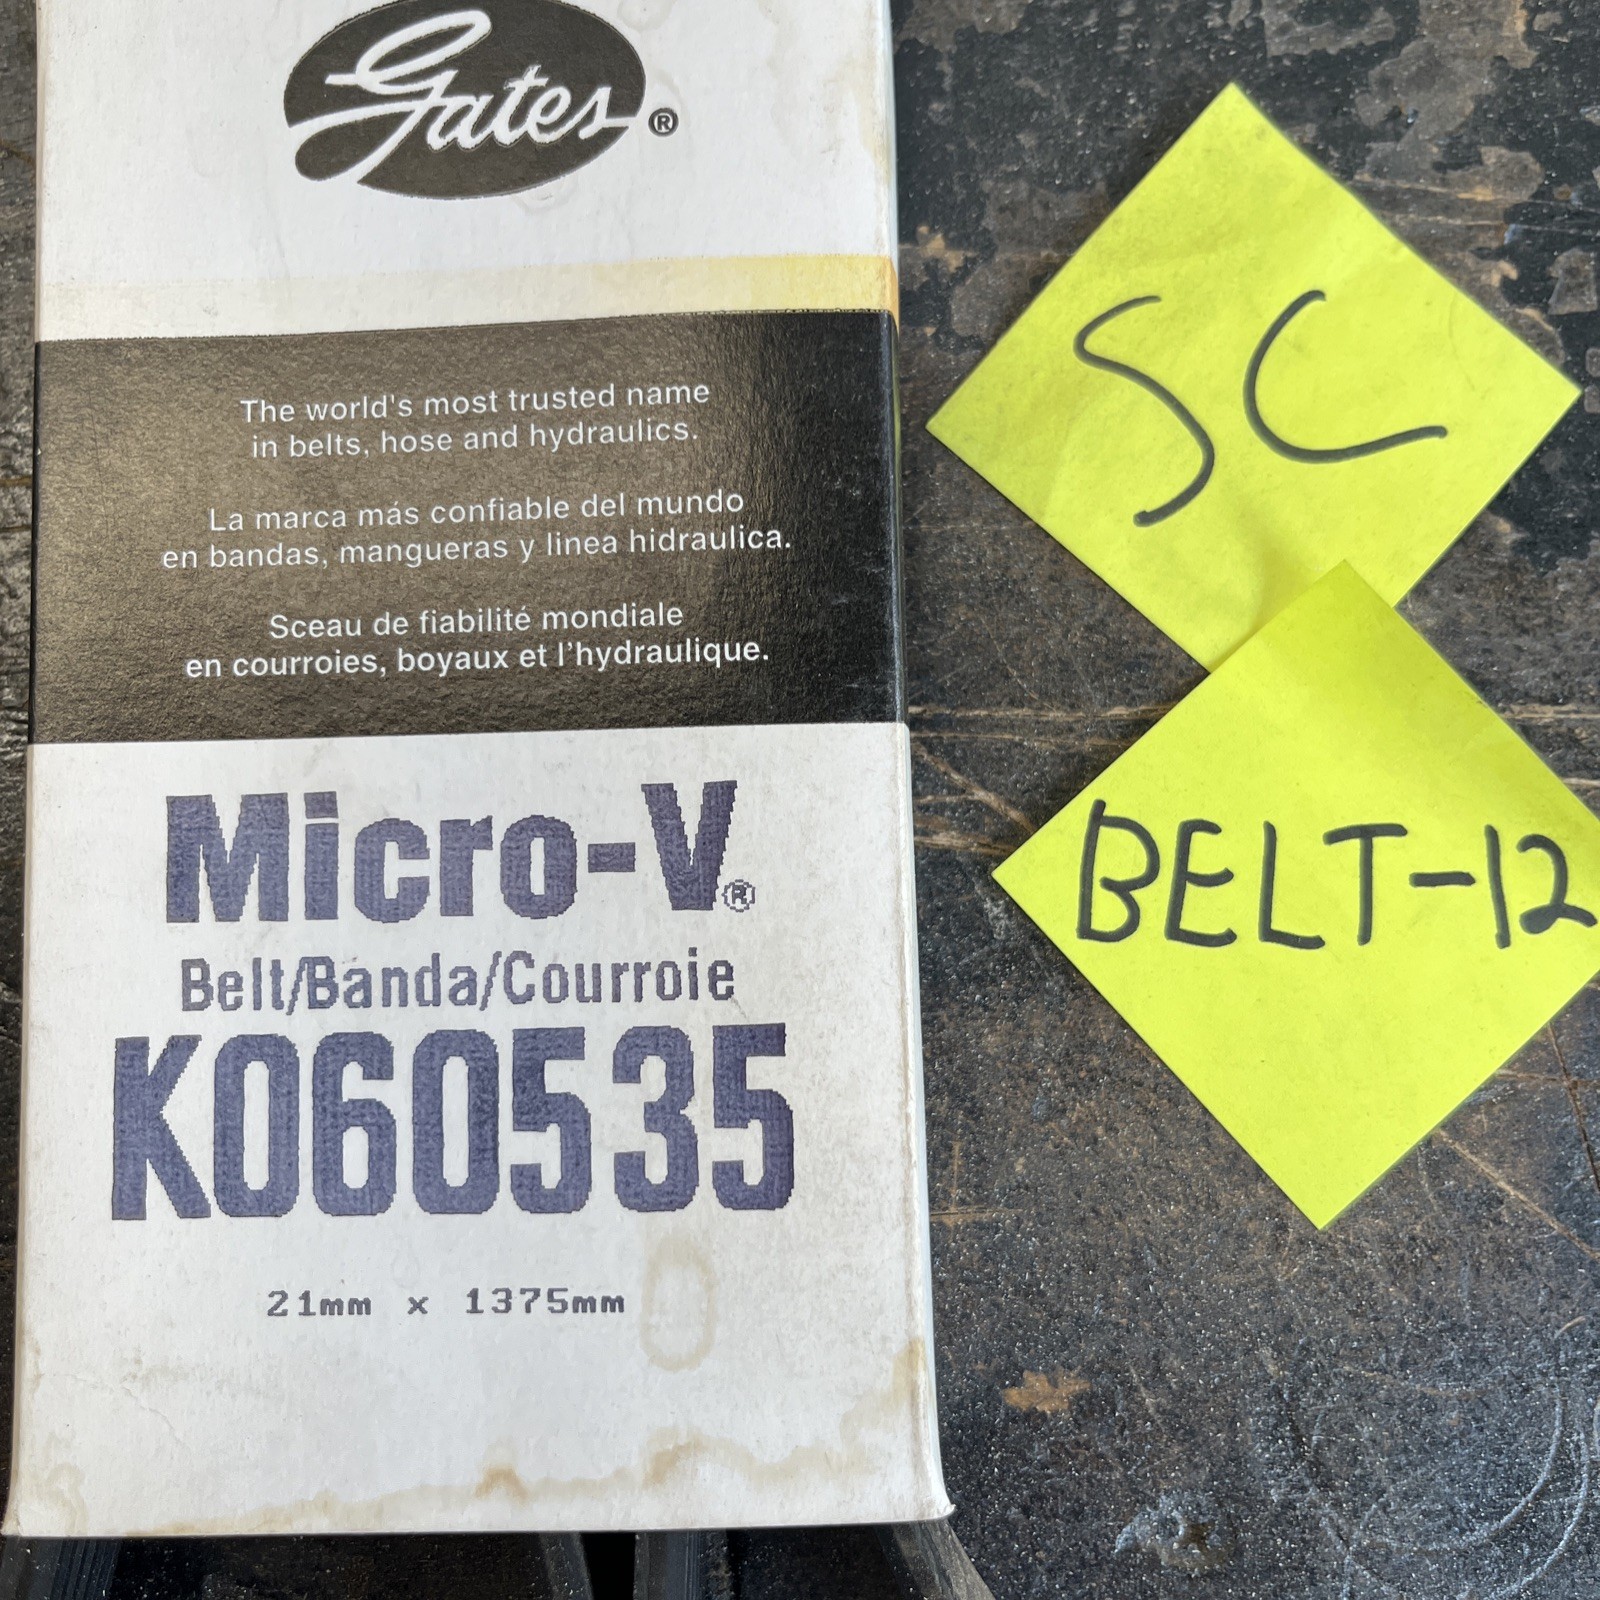 Gates®
The world's most trusted name
in belts, hose and hydraulics.
La marca más confiable del mundo
en bandas, mangueras y linea hidraulica.
Sceau de fiabilité mondiale
en courroies, boyaux et l'hydraulique.
Micro-V®
Belt/Banda/Courroie
K060535
21mm x 1375mm
SC
BELT-12